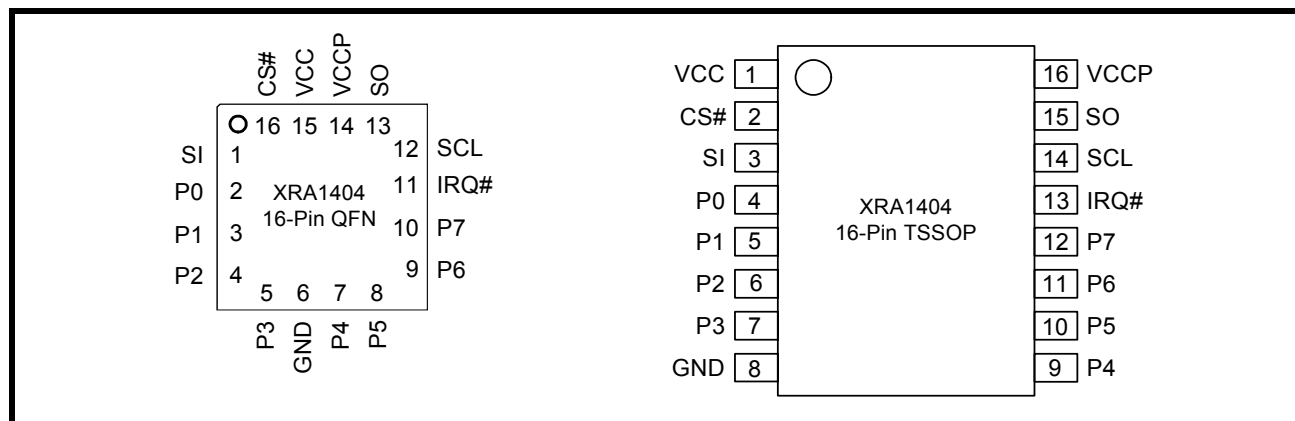 CS#
VCC
VCCP
SO
16 15 14 13
SI 1
P0 2
P1 3
P2 4
12 SCL
11 IRQ#
10 P7
9 P6
XRA1404
16-Pin QFN
5 6 7 8
P3
GND
P4
P5
VCC 1
CS# 2
SI 3
P0 4
P1 5
P2 6
P3 7
GND 8
XRA1404
16-Pin TSSOP
16 VCCP
15 SO
14 SCL
13 IRQ#
12 P7
11 P6
10 P5
9 P4